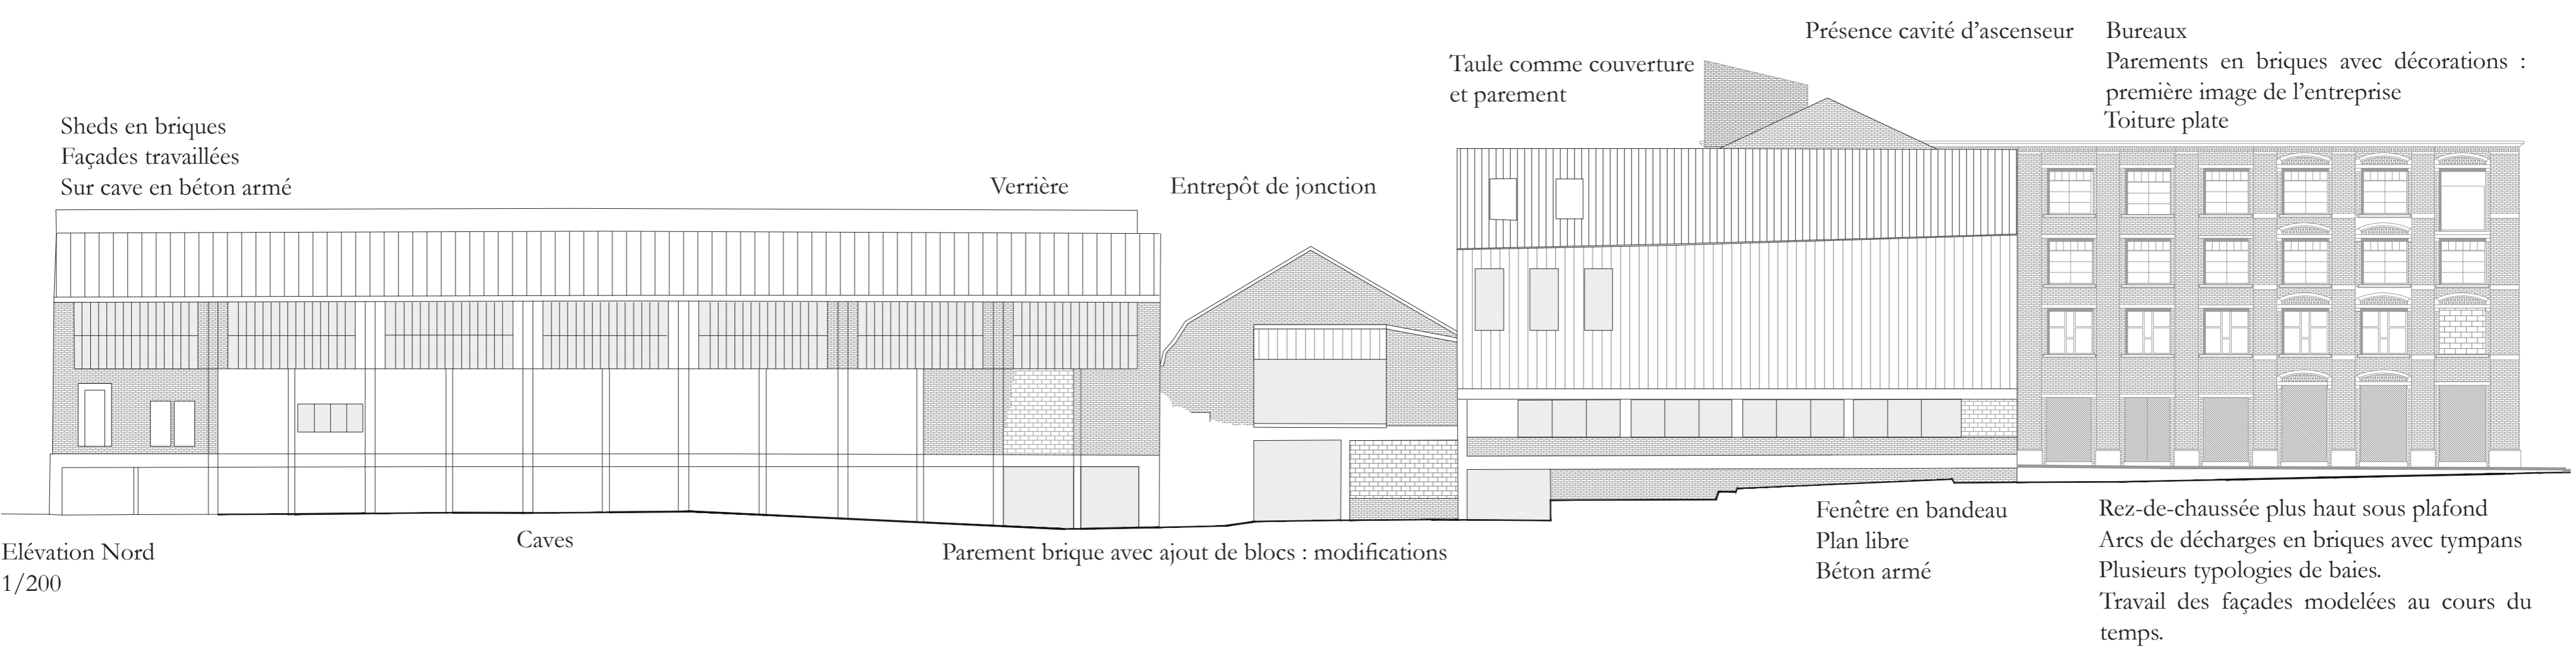 Présence cavité d'ascenseur
Bureaux
Parements en briques avec décorations :
première image de l'entreprise
Toiture plate
Taule comme couverture
et parement
Sheds en briques
Façades travaillées
Sur cave en béton armé
Verrière
Entrepôt de jonction
Elévation Nord
1/200
Caves
Parement brique avec ajout de blocs : modifications
Fenêtre en bandeau
Plan libre
Béton armé
Rez-de-chaussée plus haut sous plafond
Arcs de décharges en briques avec tympans
Plusieurs typologies de baies.
Travail des façades modelées au cours du
temps.